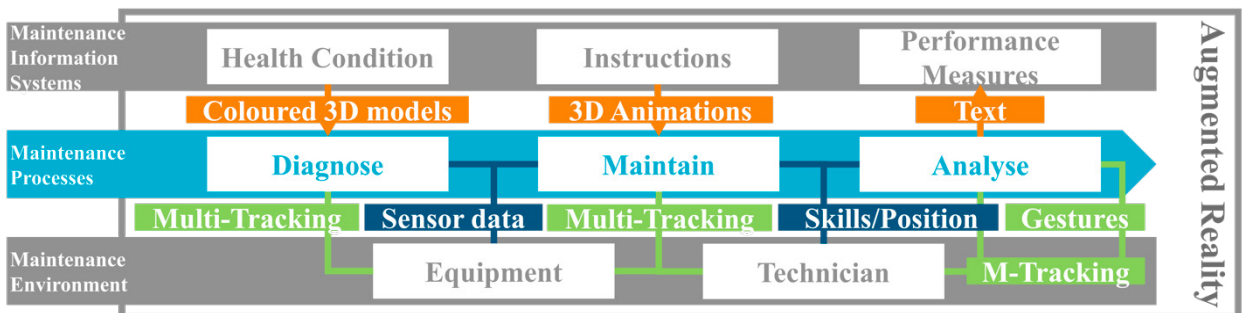 Maintenance
Information
Systems
Health Condition
Instructions
Performance
Measures
Coloured 3D models
3D Animations
Text
Maintenance
Processes
Diagnose
Maintain
Analyse
Multi-Tracking
Sensor data
Multi-Tracking
Skills/Position
Gestures
Maintenance
Environment
Equipment
Technician
M-Tracking
Augmented Reality